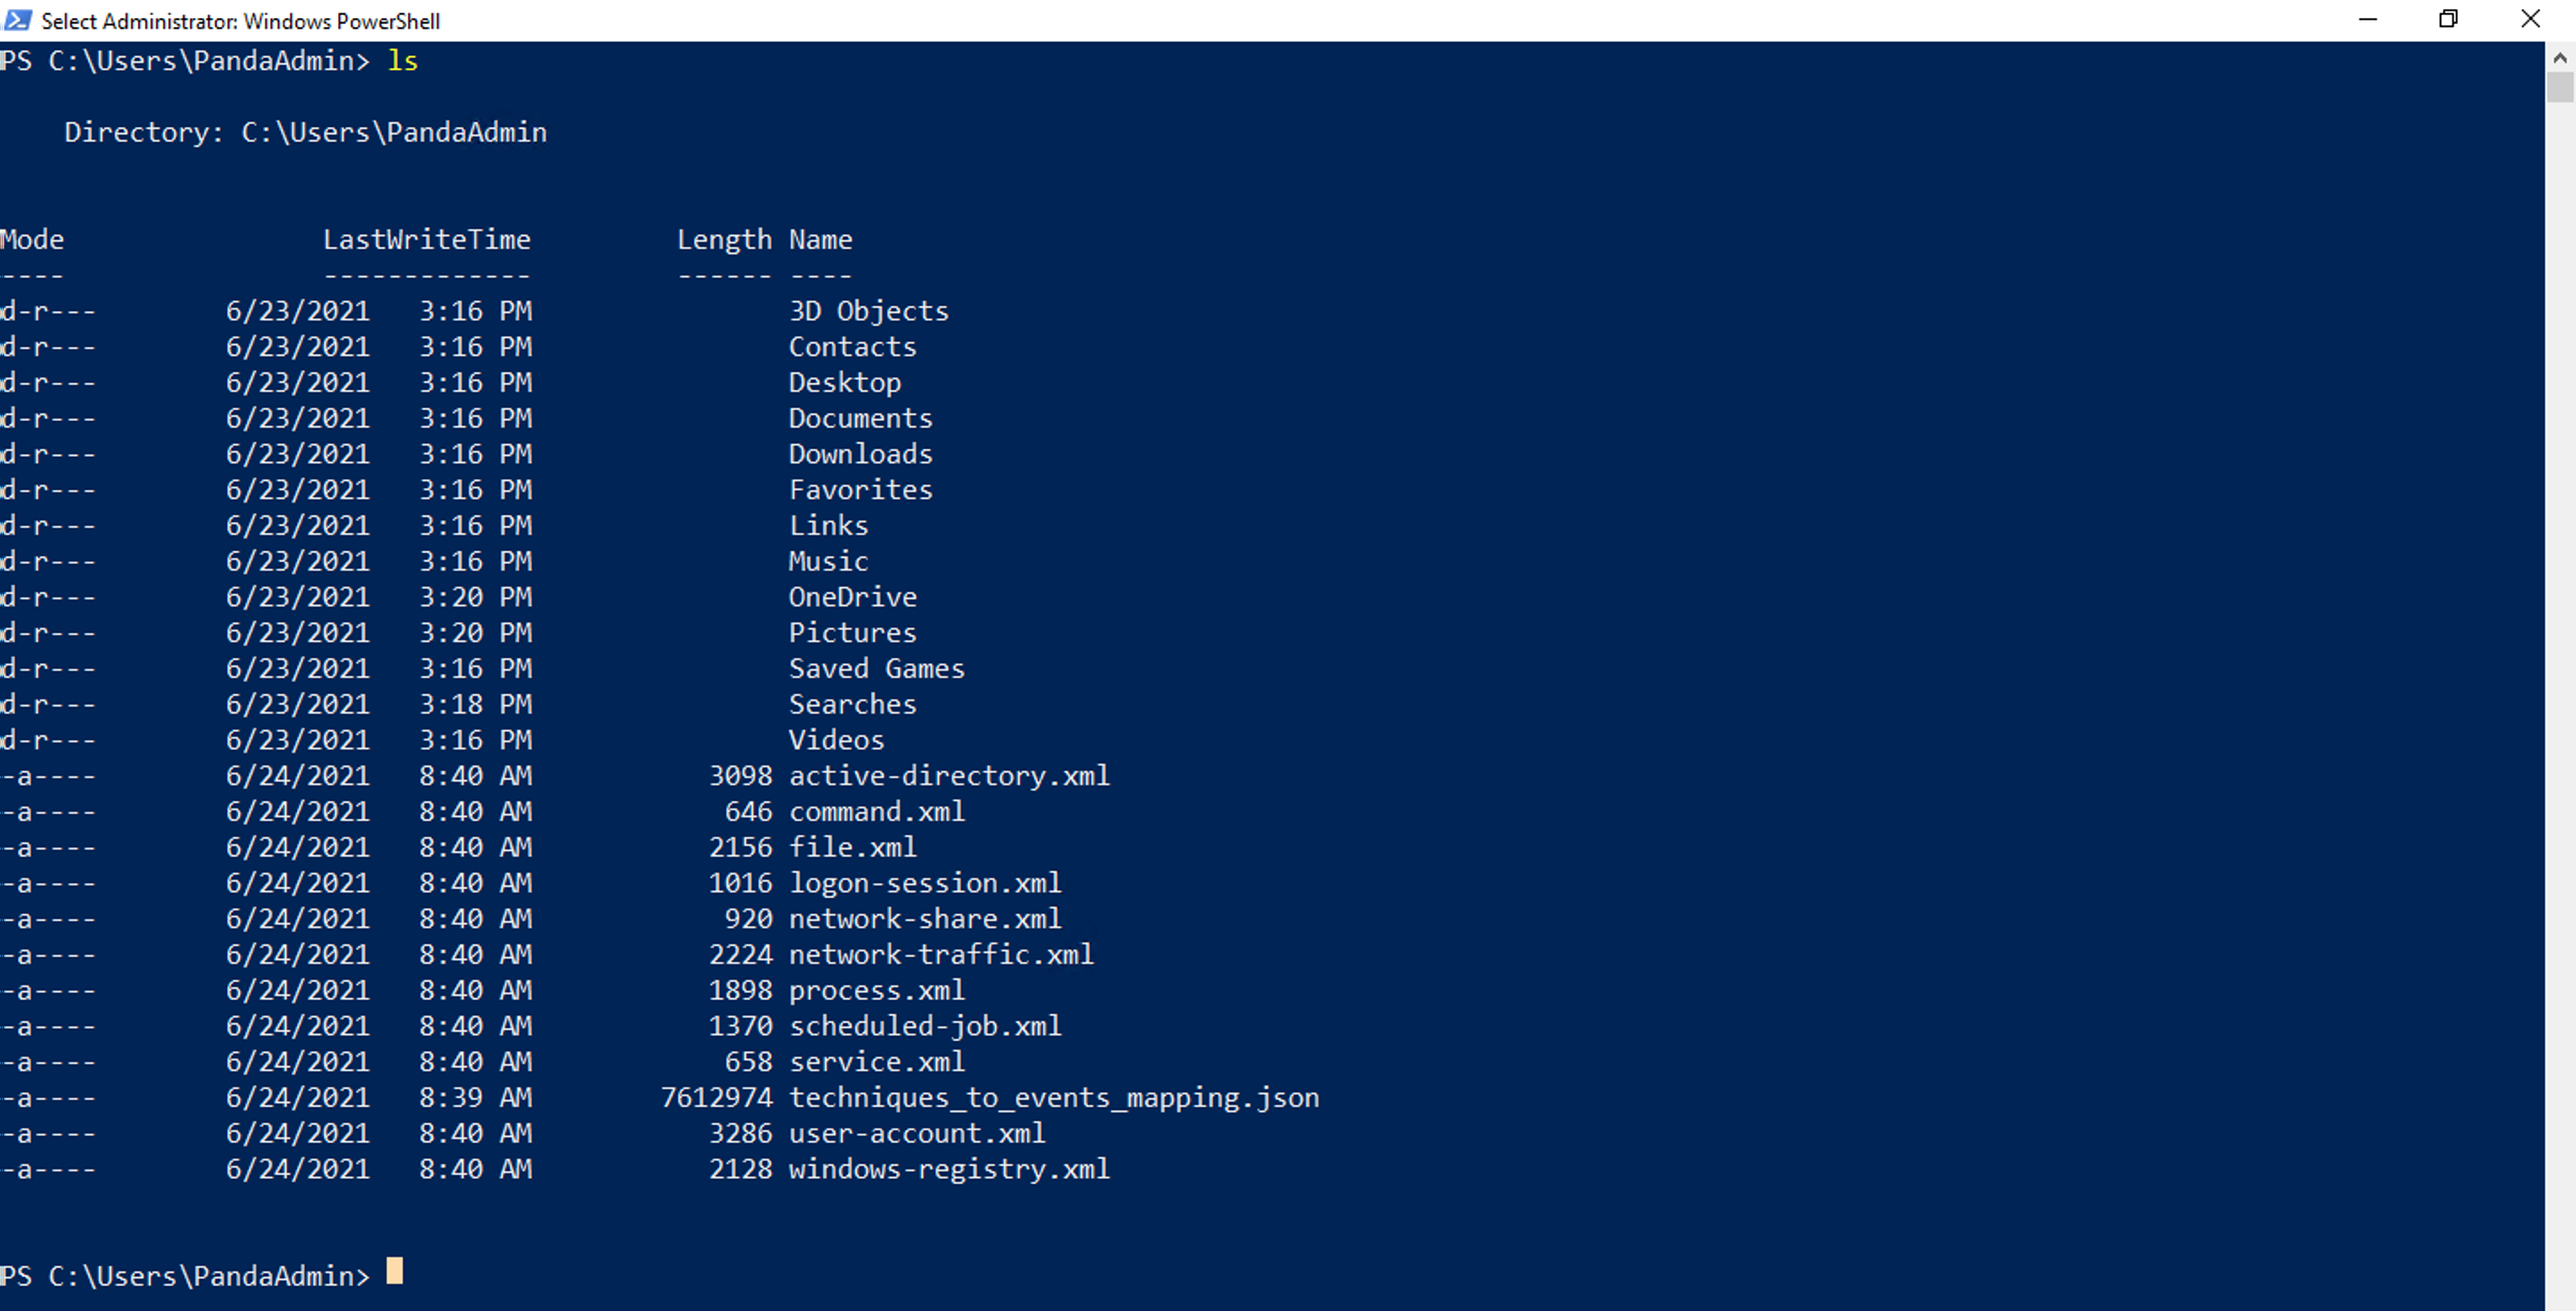 Select Administrator: Windows PowerShell
PS C:\Users\PandaAdmin> ls
Directory: C:\Users\PandaAdmin
Mode LastWriteTime Length Name
---- ------------- ------ ----
d-r--- 6/23/2021 3:16 PM 3D Objects
d-r--- 6/23/2021 3:16 PM Contacts
d-r--- 6/23/2021 3:16 PM Desktop
d-r--- 6/23/2021 3:16 PM Documents
d-r--- 6/23/2021 3:16 PM Downloads
d-r--- 6/23/2021 3:16 PM Favorites
d-r--- 6/23/2021 3:16 PM Links
d-r--- 6/23/2021 3:16 PM Music
d-r--- 6/23/2021 3:20 PM OneDrive
d-r--- 6/23/2021 3:20 PM Pictures
d-r--- 6/23/2021 3:16 PM Saved Games
d-r--- 6/23/2021 3:18 PM Searches
d-r--- 6/23/2021 3:16 PM Videos
-a---- 6/24/2021 8:40 AM 3098 active-directory.xml
-a---- 6/24/2021 8:40 AM 646 command.xml
-a---- 6/24/2021 8:40 AM 2156 file.xml
-a---- 6/24/2021 8:40 AM 1016 logon-session.xml
-a---- 6/24/2021 8:40 AM 920 network-share.xml
-a---- 6/24/2021 8:40 AM 2224 network-traffic.xml
-a---- 6/24/2021 8:40 AM 1898 process.xml
-a---- 6/24/2021 8:40 AM 1370 scheduled-job.xml
-a---- 6/24/2021 8:40 AM 658 service.xml
-a---- 6/24/2021 8:39 AM 7612974 techniques_to_events_mapping.json
-a---- 6/24/2021 8:40 AM 3286 user-account.xml
-a---- 6/24/2021 8:40 AM 2128 windows-registry.xml
PS C:\Users\PandaAdmin>